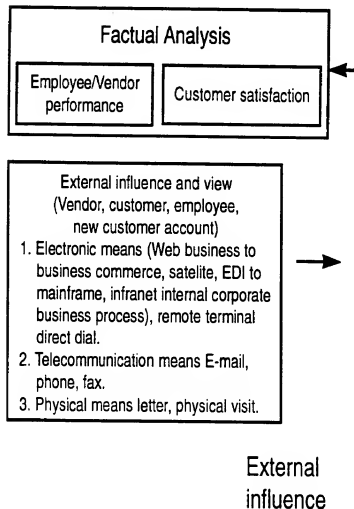 Factual Analysis
Employee/Vendor
performance
Customer satisfaction
External influence and view
(Vendor, customer, employee,
new customer account)
1. Electronic means (Web business to
business commerce, satelite, EDI to
mainframe, infranet internal corporate
business process), remote terminal
direct dial.
2. Telecommunication means E-mail,
phone, fax.
3. Physical means letter, physical visit.
External
influence